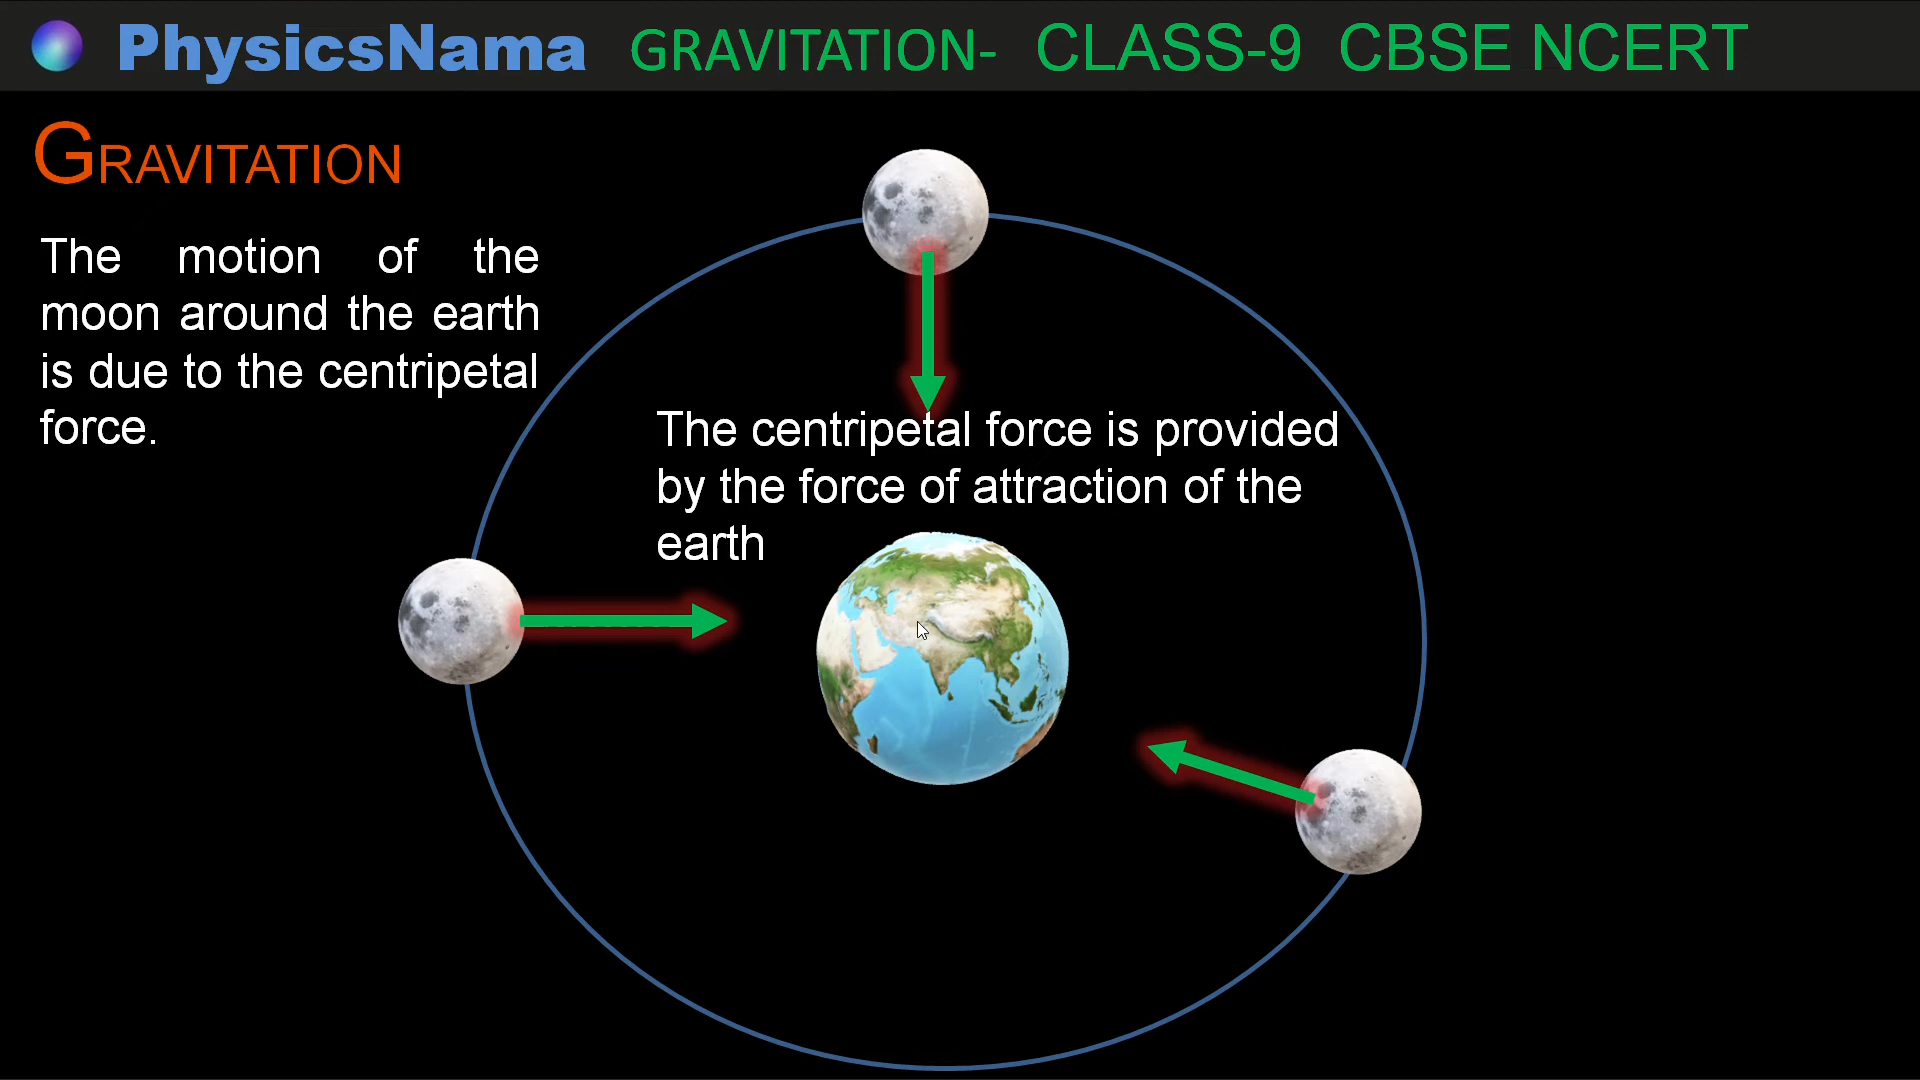 PhysicsNama GRAVITATION- CLASS-9 CBSE NCERT
GRAVITATION
The motion of the
moon around the earth
is due to the centripetal
force.
The centripetal force is provided
by the force of attraction of the
earth